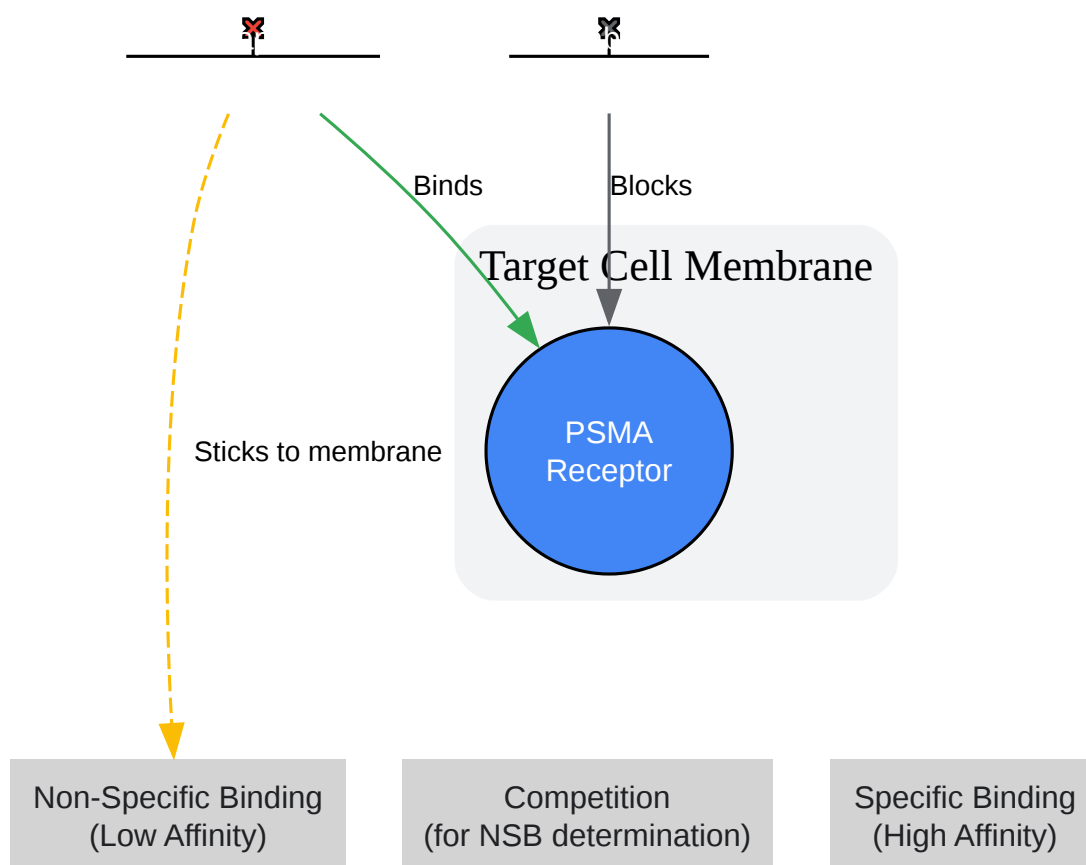 Binds
Blocks
Target Cell Membrane
PSMA
Receptor
Sticks to membrane
Non-Specific Binding
(Low Affinity)
Competition
(for NSB determination)
Specific Binding
(High Affinity)